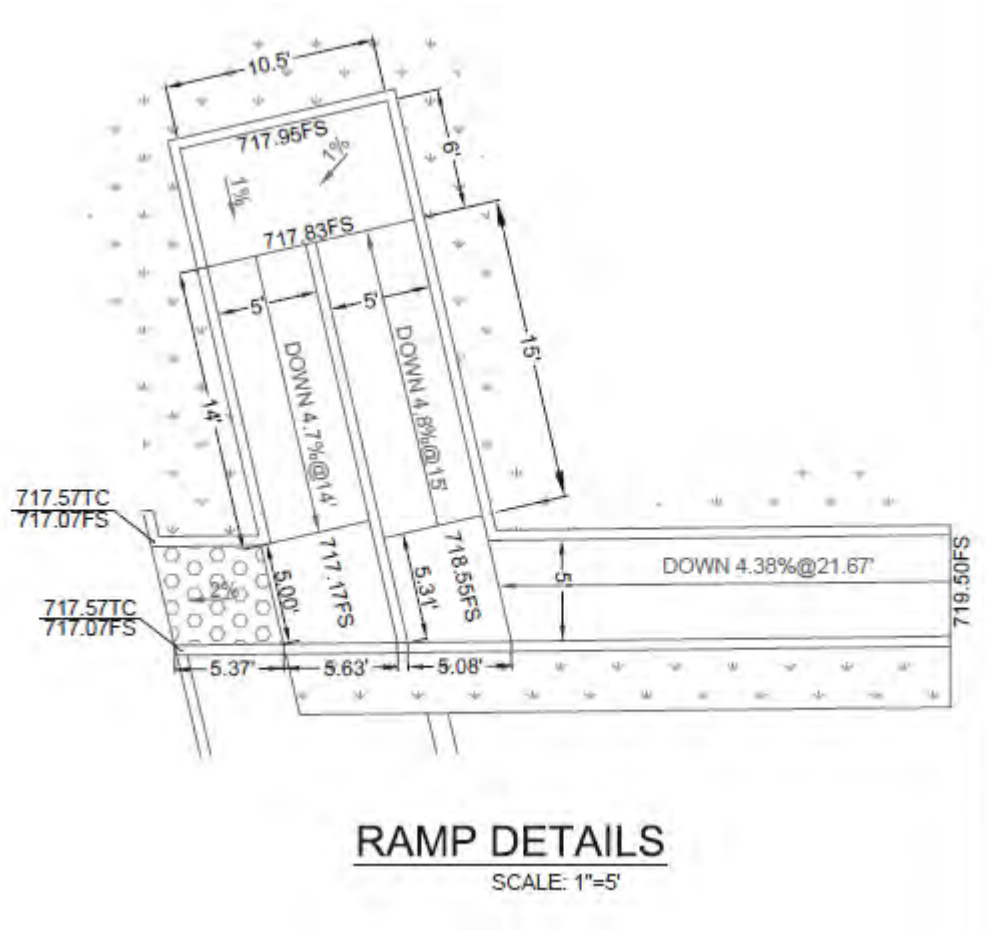 10.5'
717.95FS
1%
1%
6'
717.83FS
5'
5'
15'
14'
DOWN 4.7%@14'
DOWN 4.8%@15'
717.57TC
717.07FS
2%
5.00'
717.17FS
5.31'
718.55FS
5'
DOWN 4.38%@21.67'
719.50FS
717.57TC
717.07FS
5.37'
5.63'
5.08'
RAMP DETAILS
SCALE: 1"=5'